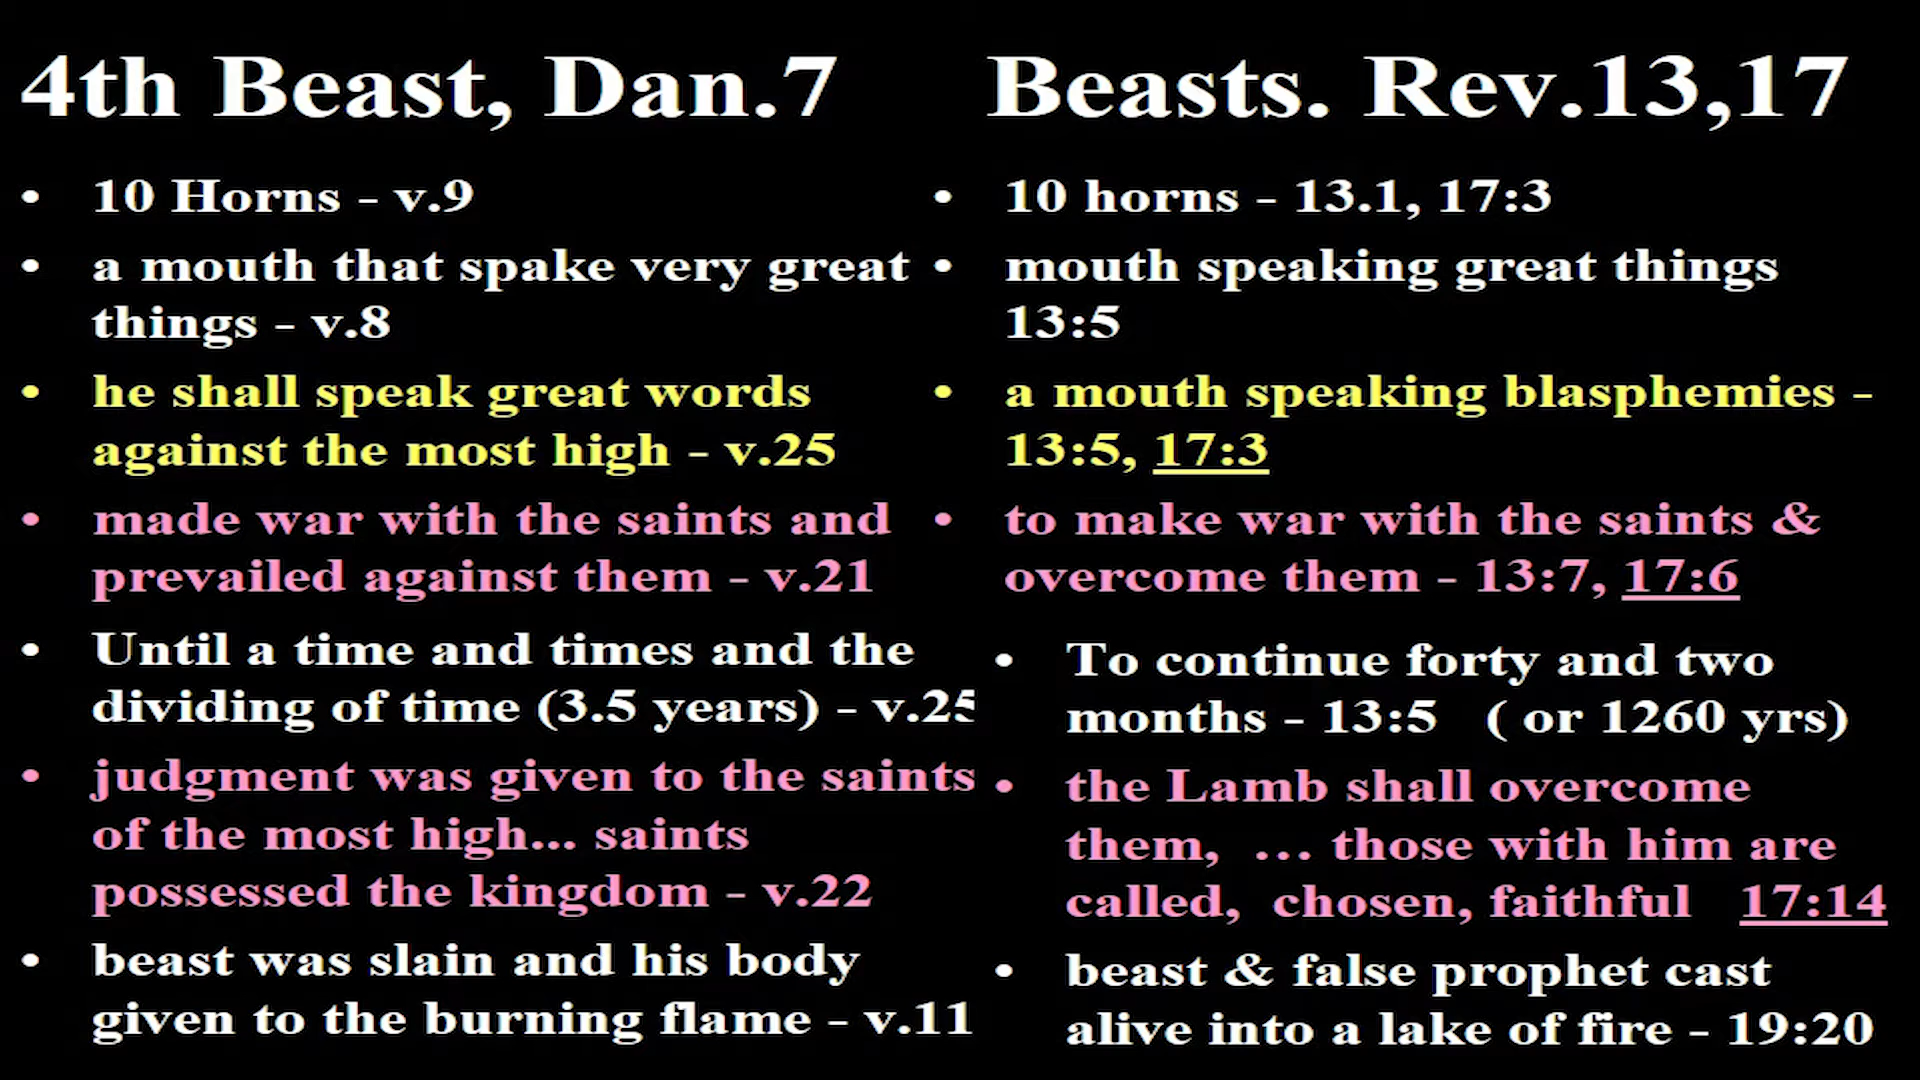 4th Beast, Dan.7
• 10 Horns - v.9
• a mouth that spake very great
things - v.8
• he shall speak great words
against the most high - v.25
• made war with the saints and
prevailed against them - v.21
• Until a time and times and the
dividing of time (3.5 years) - v.25
• judgment was given to the saints
of the most high... saints
possessed the kingdom - v.22
• beast was slain and his body
given to the burning flame - v.11
Beasts. Rev.13,17
• 10 horns - 13.1, 17:3
• mouth speaking great things
13:5
• a mouth speaking blasphemies -
13:5, 17:3
• to make war with the saints &
overcome them - 13:7, 17:6
• To continue forty and two
months - 13:5 ( or 1260 yrs)
• the Lamb shall overcome
them, … those with him are
called, chosen, faithful 17:14
• beast & false prophet cast
alive into a lake of fire - 19:20